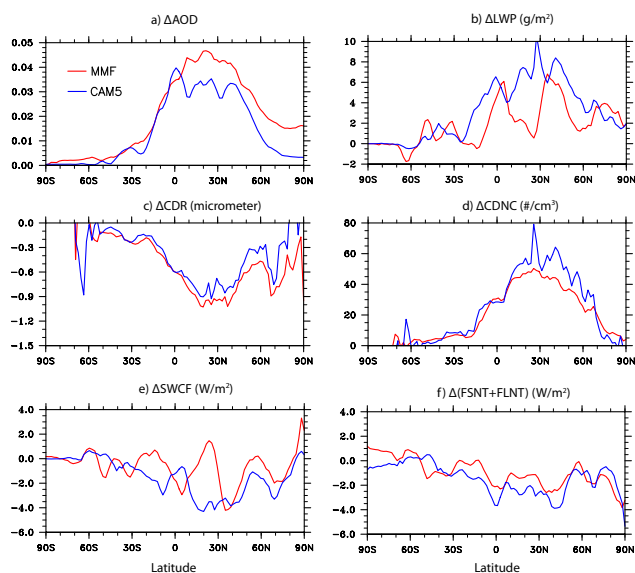 a) ΔAOD
b) ΔLWP (g/m²)
0.05
0.04
0.03
0.02
0.01
0.00
MMF
CAM5
90S 60S 30S 0 30N 60N 90N
10
8
6
4
2
0
−2
90S 60S 30S 0 30N 60N 90N
c) ΔCDR (micrometer)
d) ΔCDNC (#/cm³)
0.0
−0.3
−0.6
−0.9
−1.2
−1.5
90S 60S 30S 0 30N 60N 90N
80
60
40
20
0
90S 60S 30S 0 30N 60N 90N
e) ΔSWCF (W/m²)
f) Δ(FSNT+FLNT) (W/m²)
4.0
2.0
0.0
−2.0
−4.0
−6.0
90S 60S 30S 0 30N 60N 90N
Latitude
4.0
2.0
0.0
−2.0
−4.0
−6.0
90S 60S 30S 0 30N 60N 90N
Latitude